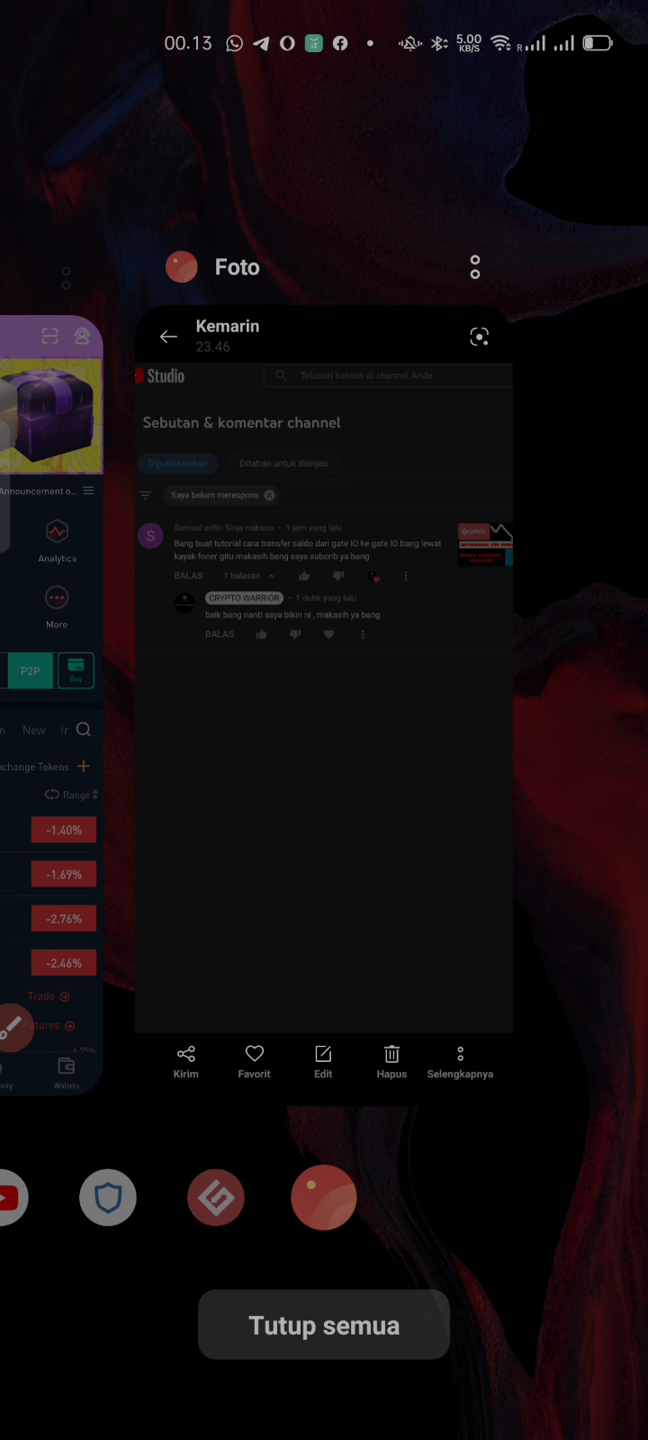 00.13
5.00
KB/S
R
Foto
Kemarin
23.46
Studio
Telusuri konten di channel Anda
Sebutan & komentar channel
Dipublikasikan
Ditahan untuk ditinjau
Saya belum merespons
S
Samsul arifin Sinja nakano • 1 jam yang lalu
Bang buat tutorial cara transfer saldo dari gate IO ke gate IO bang lewat
kayak focer gitu makasih bang saya subcrib ya bang
BALAS
1 balasan
CRYPTO WARRIOR • 1 detik yang lalu
baik bang nanti saya bikin ni , makasih ya bang
BALAS
Announcement o...
Analytics
More
P2P
Buy
New
xchange Tokens
Range
-1.40%
-1.69%
-2.76%
-2.46%
Trade
utures
Wallets
Kirim
Favorit
Edit
Hapus
Selengkapnya
Tutup semua